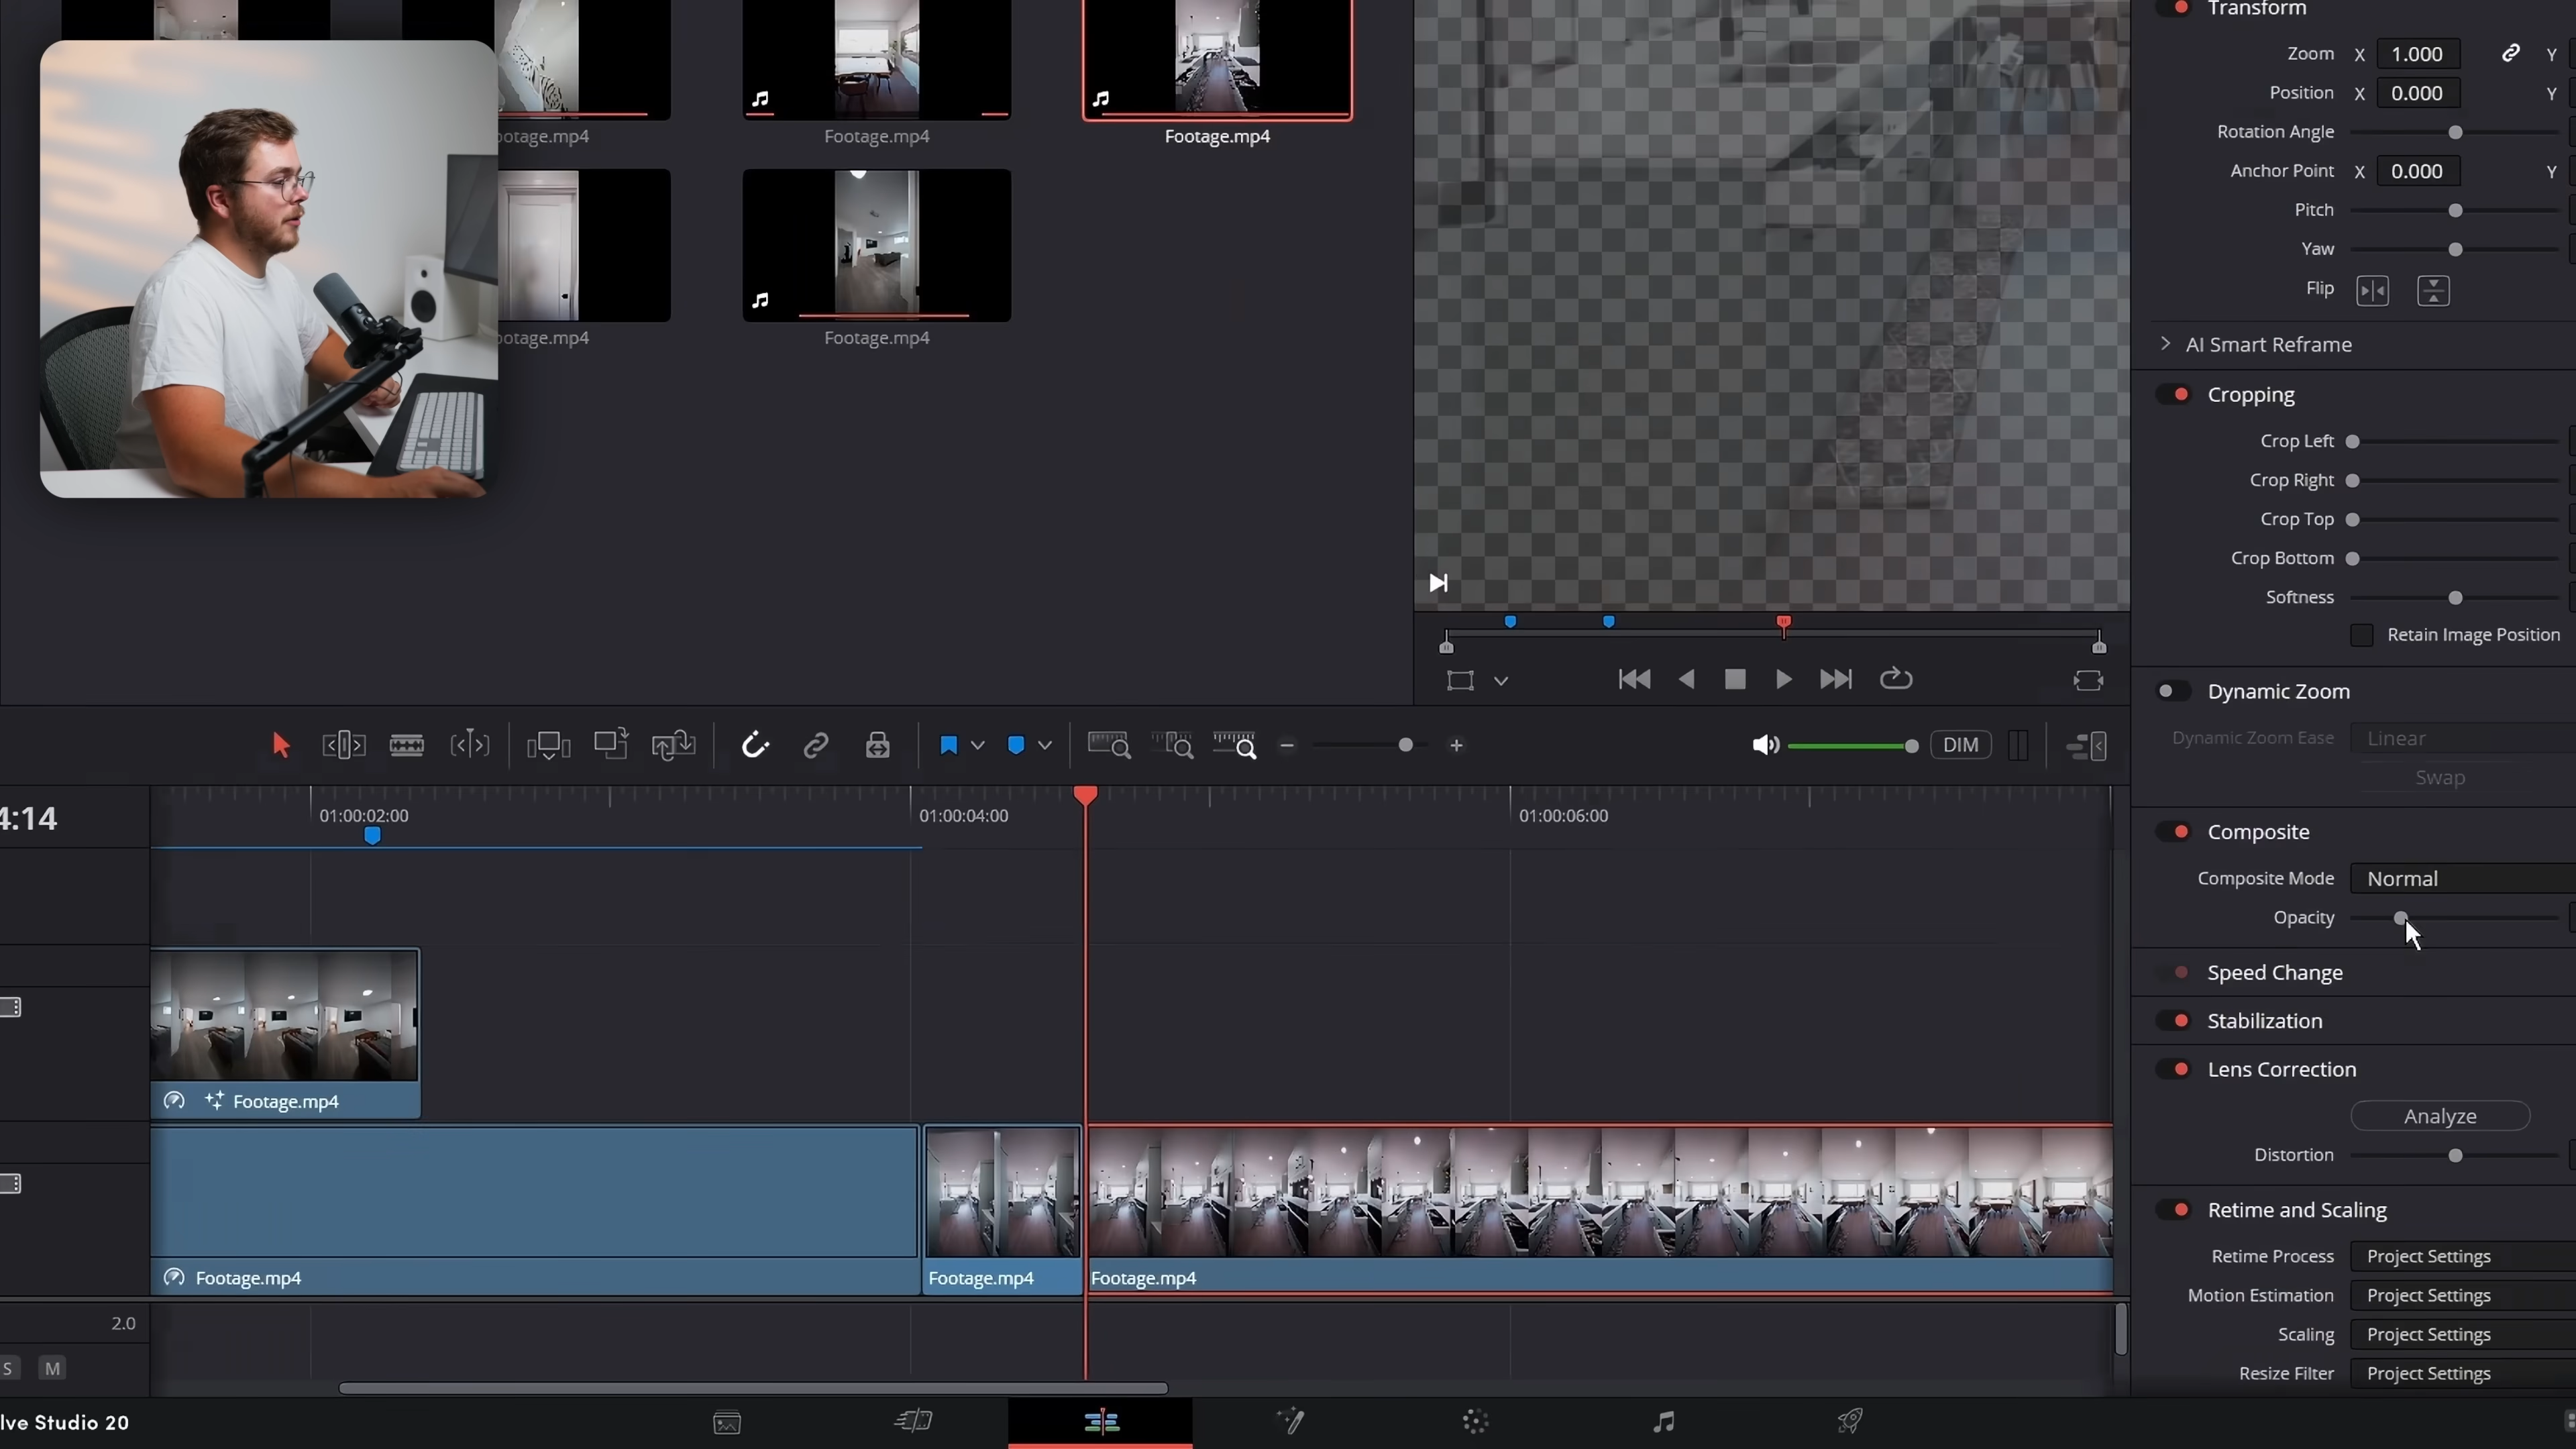 Transform
Zoom X 1.000 Y
Position X 0.000 Y
Rotation Angle
Anchor Point X 0.000 Y
Pitch
Yaw
Flip
AI Smart Reframe
Cropping
Crop Left
Crop Right
Crop Top
Crop Bottom
Softness
Retain Image Position
Dynamic Zoom
Dynamic Zoom Ease Linear
Swap
Composite
Composite Mode Normal
Opacity
Speed Change
Stabilization
Lens Correction
Analyze
Distortion
Retime and Scaling
Retime Process Project Settings
Motion Estimation Project Settings
Scaling Project Settings
Resize Filter Project Settings
otage.mp4 Footage.mp4 Footage.mp4
otage.mp4 Footage.mp4
DIM
4:14 01:00:02:00 01:00:04:00 01:00:06:00
Footage.mp4
Footage.mp4 Footage.mp4 Footage.mp4
2.0
S M
lve Studio 20